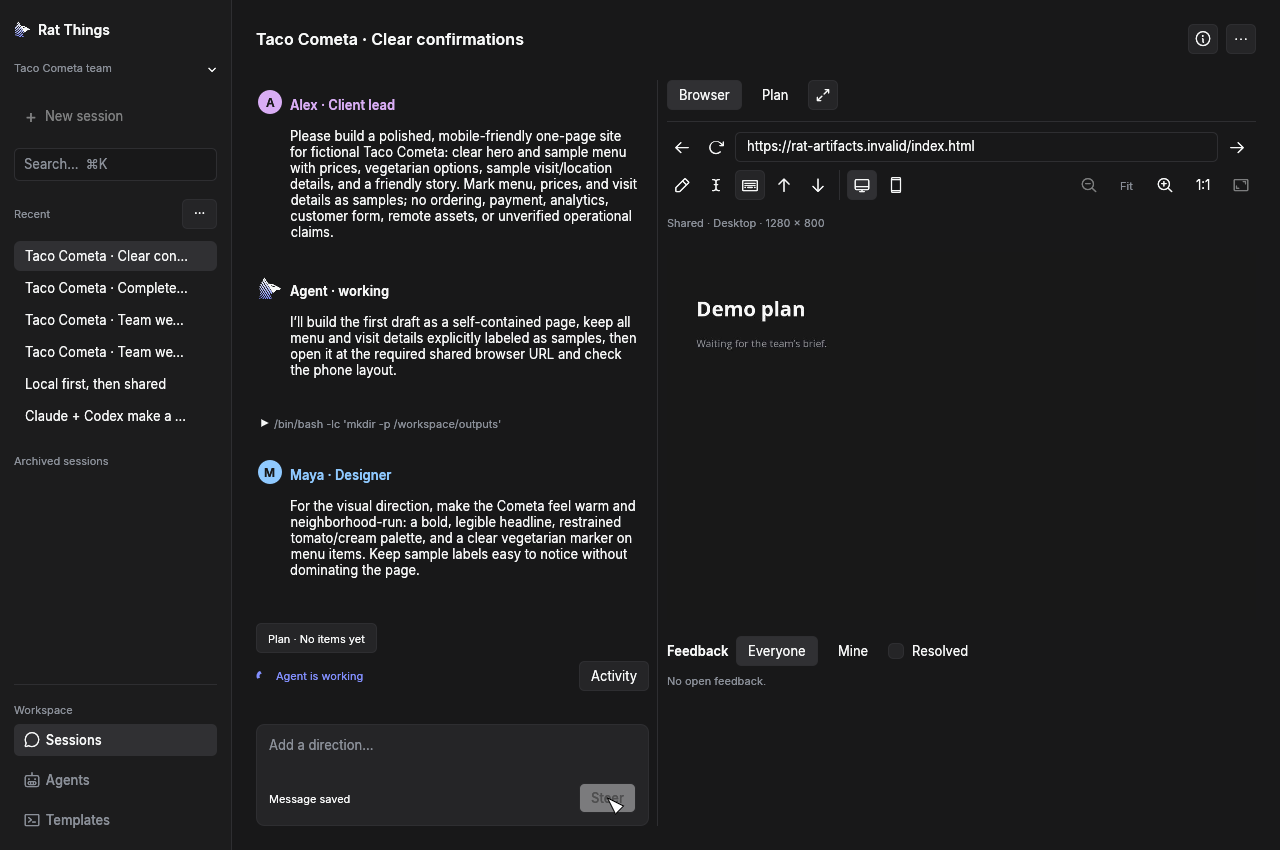 Rat Things
Taco Cometa team
New session
Search... ⌘K
Recent
Taco Cometa · Clear con...
Taco Cometa · Complete...
Taco Cometa · Team we...
Taco Cometa · Team we...
Local first, then shared
Claude + Codex make a ...
Archived sessions
Workspace
Sessions
Agents
Templates
Taco Cometa · Clear confirmations
A
Alex · Client lead
Please build a polished, mobile-friendly one-page site
for fictional Taco Cometa: clear hero and sample menu
with prices, vegetarian options, sample visit/location
details, and a friendly story. Mark menu, prices, and visit
details as samples; no ordering, payment, analytics,
customer form, remote assets, or unverified operational
claims.
Agent · working
I'll build the first draft as a self-contained page, keep all
menu and visit details explicitly labeled as samples, then
open it at the required shared browser URL and check
the phone layout.
/bin/bash -lc 'mkdir -p /workspace/outputs'
M
Maya · Designer
For the visual direction, make the Cometa feel warm and
neighborhood-run: a bold, legible headline, restrained
tomato/cream palette, and a clear vegetarian marker on
menu items. Keep sample labels easy to notice without
dominating the page.
Plan · No items yet
Agent is working
Activity
Add a direction...
Message saved
Steer
Browser
Plan
https://rat-artifacts.invalid/index.html
Fit
1:1
Shared · Desktop · 1280 × 800
Demo plan
Waiting for the team's brief.
Feedback
Everyone
Mine
Resolved
No open feedback.